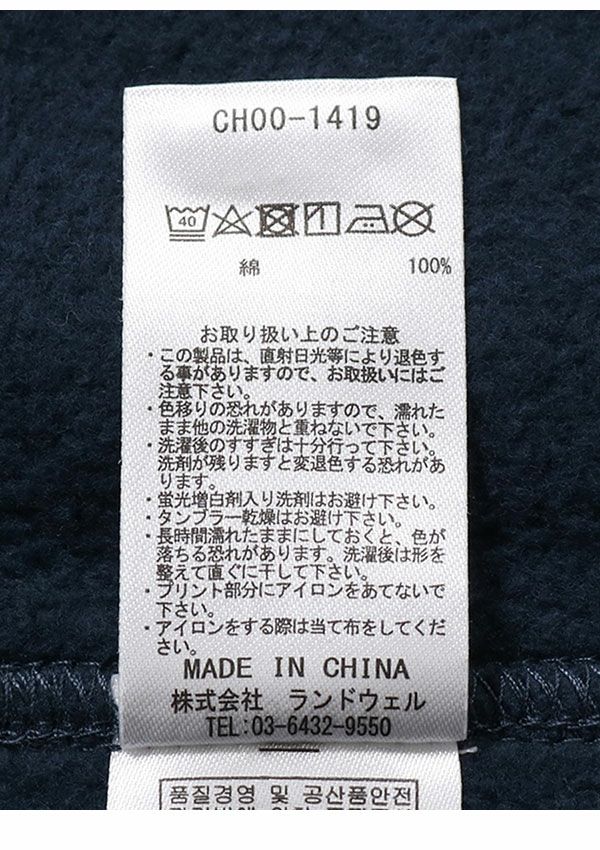 CH00-1419
40
綿 100%
お取り扱い上のご注意
・この製品は、直射日光等により退色す
る事がありますので、お取扱いにはご
注意下さい。
・色移りの恐れがありますので、濡れた
まま他の洗濯物と重ねないで下さい。
・洗濯後のすすぎは十分行って下さい。
洗剤が残りますと変退色する恐れがあ
ります。
・蛍光増白剤入り洗剤はお避け下さい。
・タンブラー乾燥はお避け下さい。
・長時間濡れたままにしておくと、色が
落ちる恐れがあります。洗濯後は形を
整えて直ぐに干して下さい。
・プリント部分にアイロンをあてないで
下さい。
・アイロンをする際は当て布をしてくだ
さい。
MADE IN CHINA
株式会社 ランドウェル
TEL:03-6432-9550
품질경영 및 공산품안전